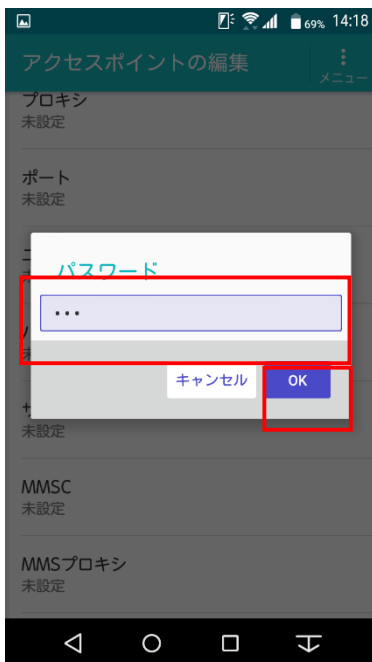 69% 14:18
アクセスポイントの編集
メニュー
プロキシ
未設定
ポート
未設定
パスワード
•••
キャンセル OK
未設定
MMSC
未設定
MMSプロキシ
未設定